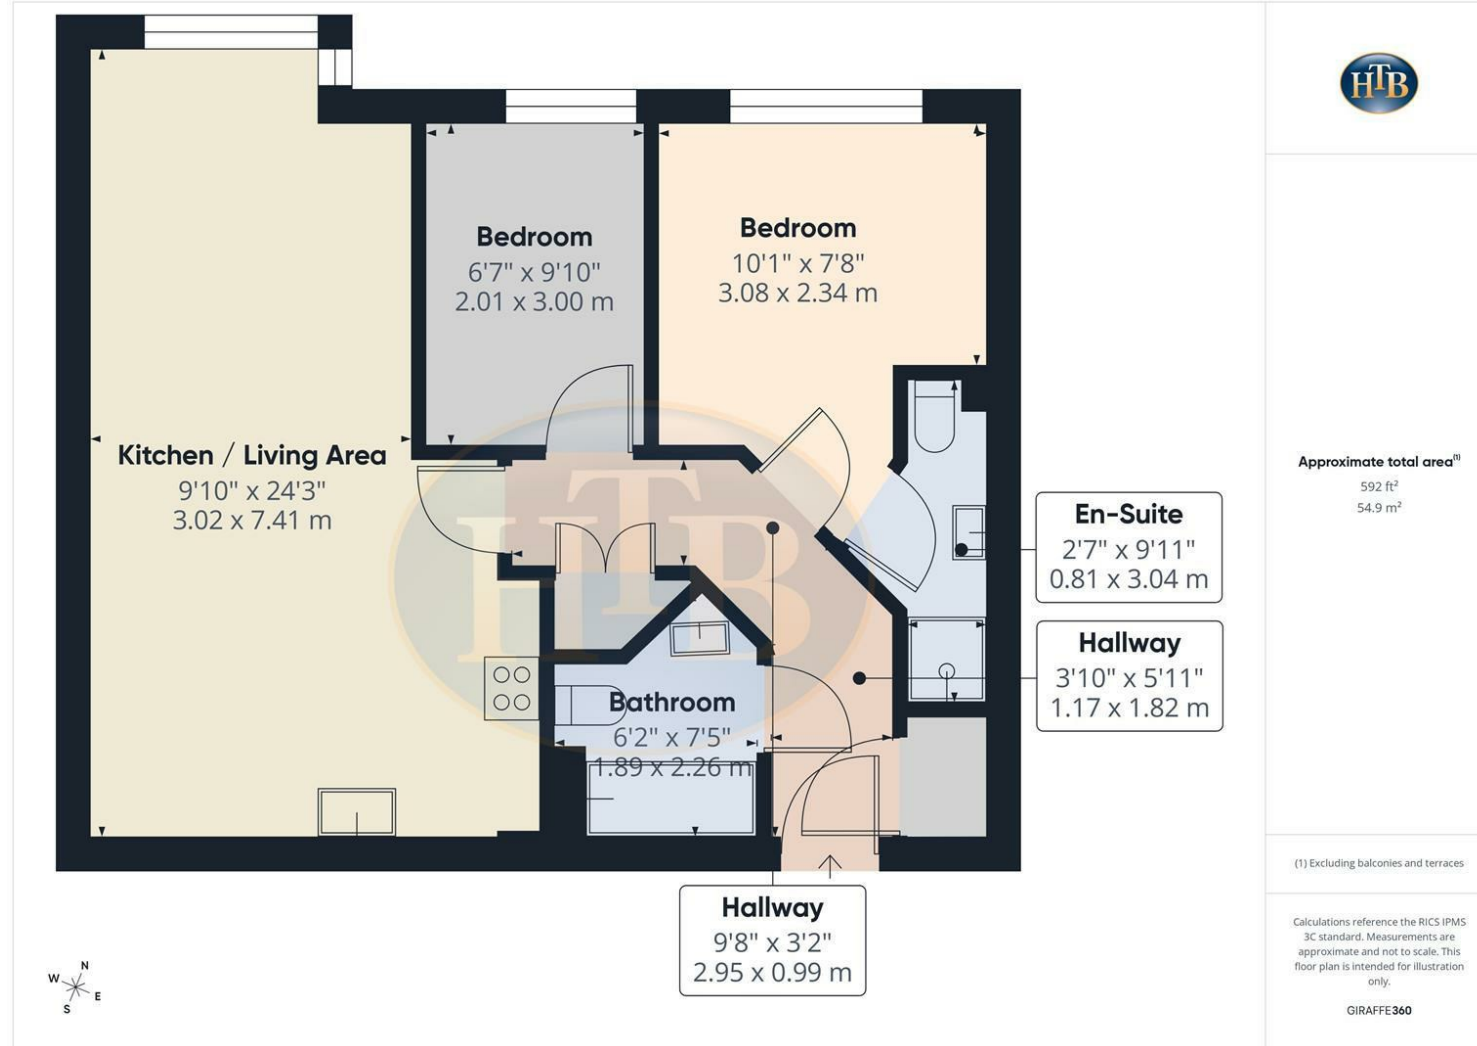 Bedroom
6'7" x 9'10"
2.01 x 3.00 m
Bedroom
10'1" x 7'8"
3.08 x 2.34 m
Kitchen / Living Area
9'10" x 24'3"
3.02 x 7.41 m
En-Suite
2'7" x 9'11"
0.81 x 3.04 m
Hallway
3'10" x 5'11"
1.17 x 1.82 m
Bathroom
6'2" x 7'5"
1.89 x 2.26 m
Hallway
9'8" x 3'2"
2.95 x 0.99 m
HTB
N
W
E
S
HTB
Approximate total area(1)
592 ft²
54.9 m²
(1) Excluding balconies and terraces
Calculations reference the RICS IPMS
3C standard. Measurements are
approximate and not to scale. This
floor plan is intended for illustration
only.
GIRAFFE360